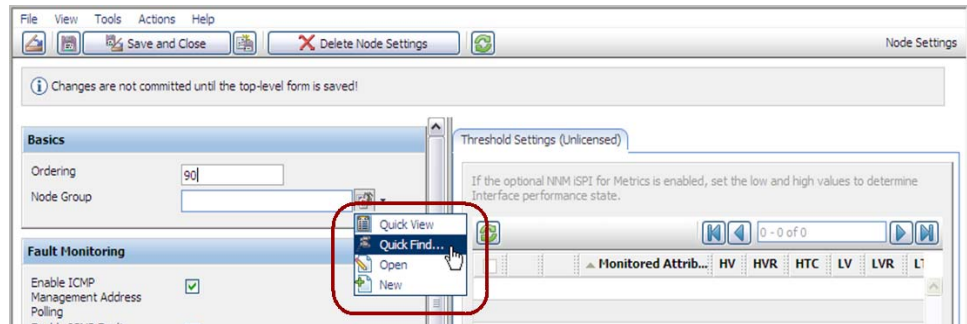 File View Tools Actions Help
Save and Close Delete Node Settings Node Settings
Changes are not committed until the top-level form is saved!
Basics
Ordering 90
Node Group
Quick View
Quick Find...
Open
New
Fault Monitoring
Enable ICMP
Management Address
Polling
Threshold Settings (Unlicensed)
If the optional NNM iSPI for Metrics is enabled, set the low and high values to determine
Interface performance state.
0 - 0 of 0
Monitored Attrib... HV HVR HTC LV LVR